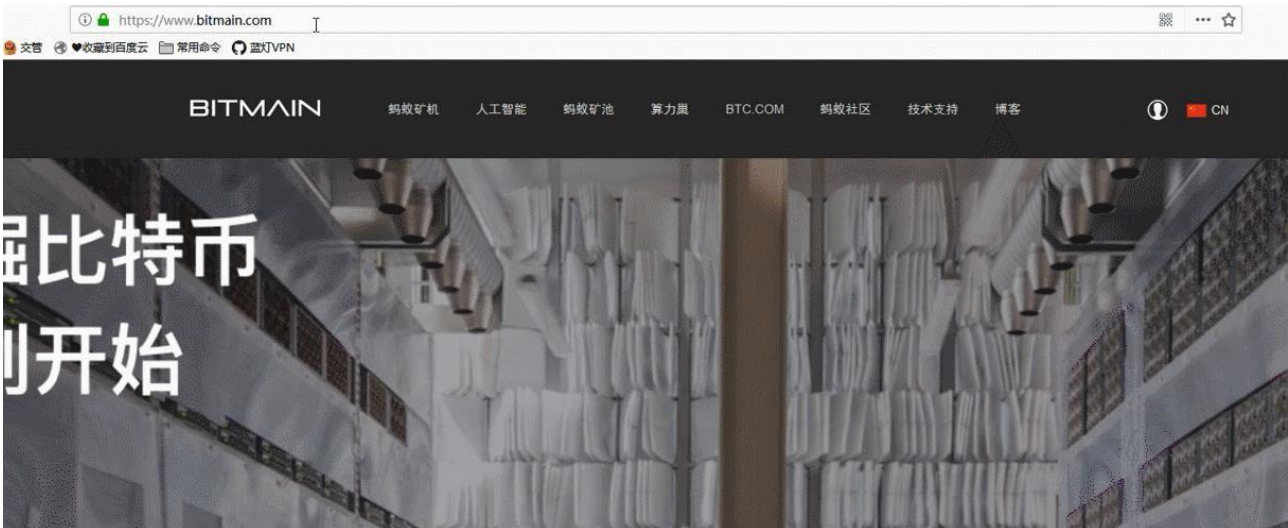 https://www.bitmain.com
交管 ♥收藏到百度云 常用命令 蓝灯VPN
BITMAIN 蚂蚁矿机 人工智能 蚂蚁矿池 算力巢 BTC.COM 蚂蚁社区 技术支持 博客 CN
掘比特币
刻开始